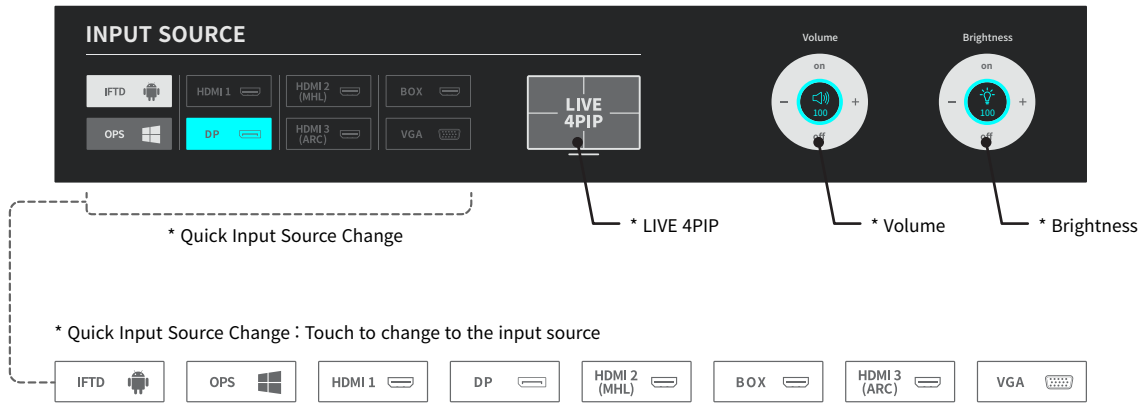 INPUT SOURCE
Volume
Brightness
on
on
IFTD
HDMI 1
HDMI 2
(MHL)
BOX
LIVE
4PIP
- 100 +
- 100 +
OPS
DP
HDMI 3
(ARC)
VGA
off
off
* Quick Input Source Change
* LIVE 4PIP
* Volume
* Brightness
* Quick Input Source Change : Touch to change to the input source
IFTD
OPS
HDMI 1
DP
HDMI 2
(MHL)
BOX
HDMI 3
(ARC)
VGA